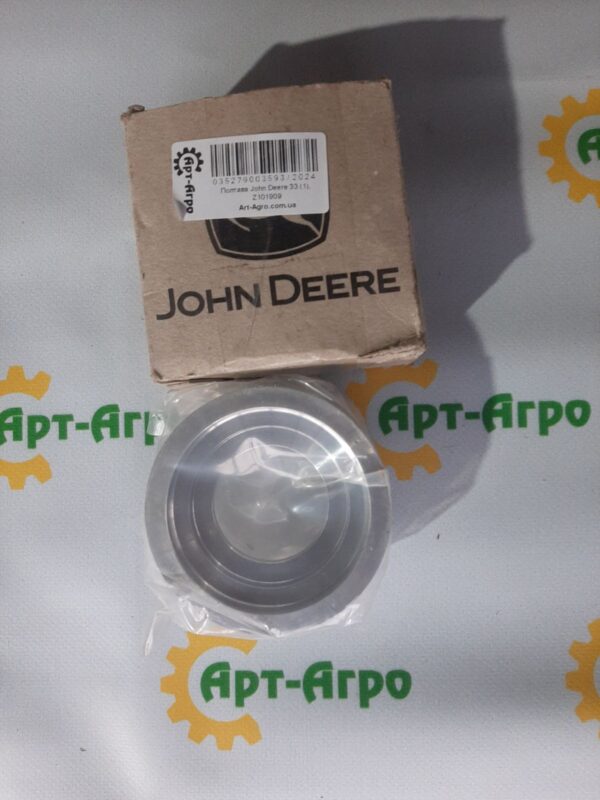 Арт-Агро
035279003593/2024
Полтава John Deere 33 (1),
Z101909
Art-Agro.com.ua
JOHN DEERE
Арт-Агро
Арт-Агро
Арт-Агро